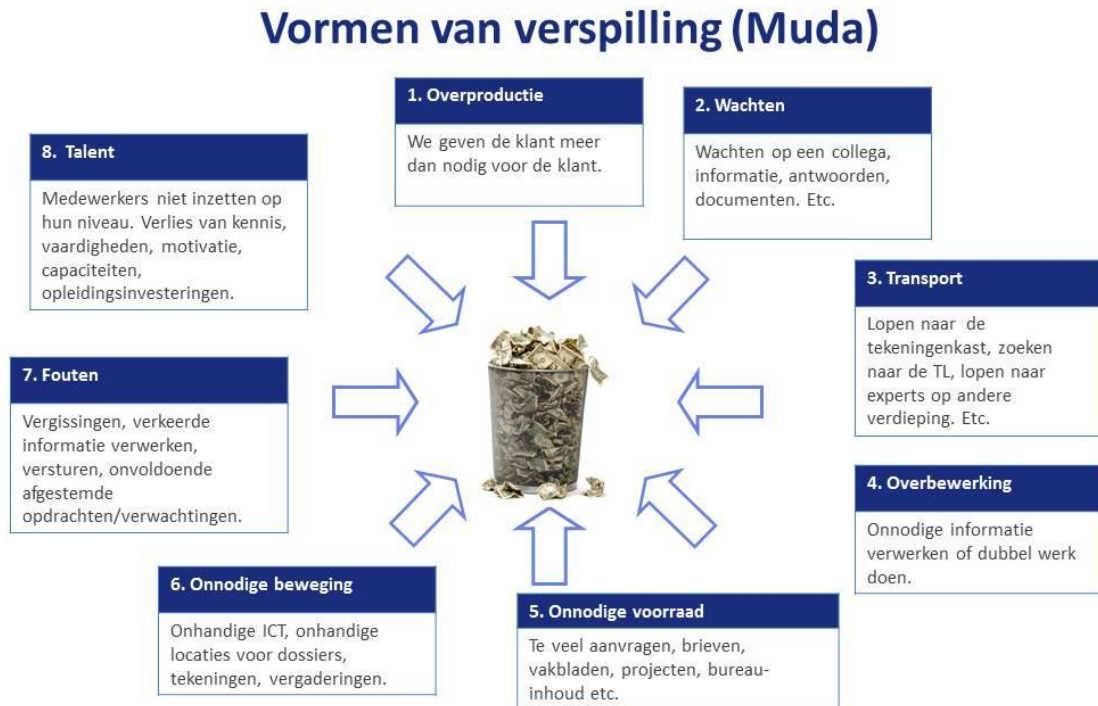 Vormen van verspilling (Muda)
1. Overproductie
We geven de klant meer
dan nodig voor de klant.
2. Wachten
Wachten op een collega,
informatie, antwoorden,
documenten. Etc.
3. Transport
Lopen naar de
tekeningenkast, zoeken
naar de TL, lopen naar
experts op andere
verdieping. Etc.
4. Overbewerking
Onnodige informatie
verwerken of dubbel werk
doen.
5. Onnodige voorraad
Te veel aanvragen, brieven,
vakbladen, projecten, bureau-
inhoud etc.
6. Onnodige beweging
Onhandige ICT, onhandige
locaties voor dossiers,
tekeningen, vergaderingen.
7. Fouten
Vergissingen, verkeerde
informatie verwerken,
versturen, onvoldoende
afgestemde
opdrachten/verwachtingen.
8. Talent
Medewerkers niet inzetten op
hun niveau. Verlies van kennis,
vaardigheden, motivatie,
capaciteiten,
opleidingsinvesteringen.